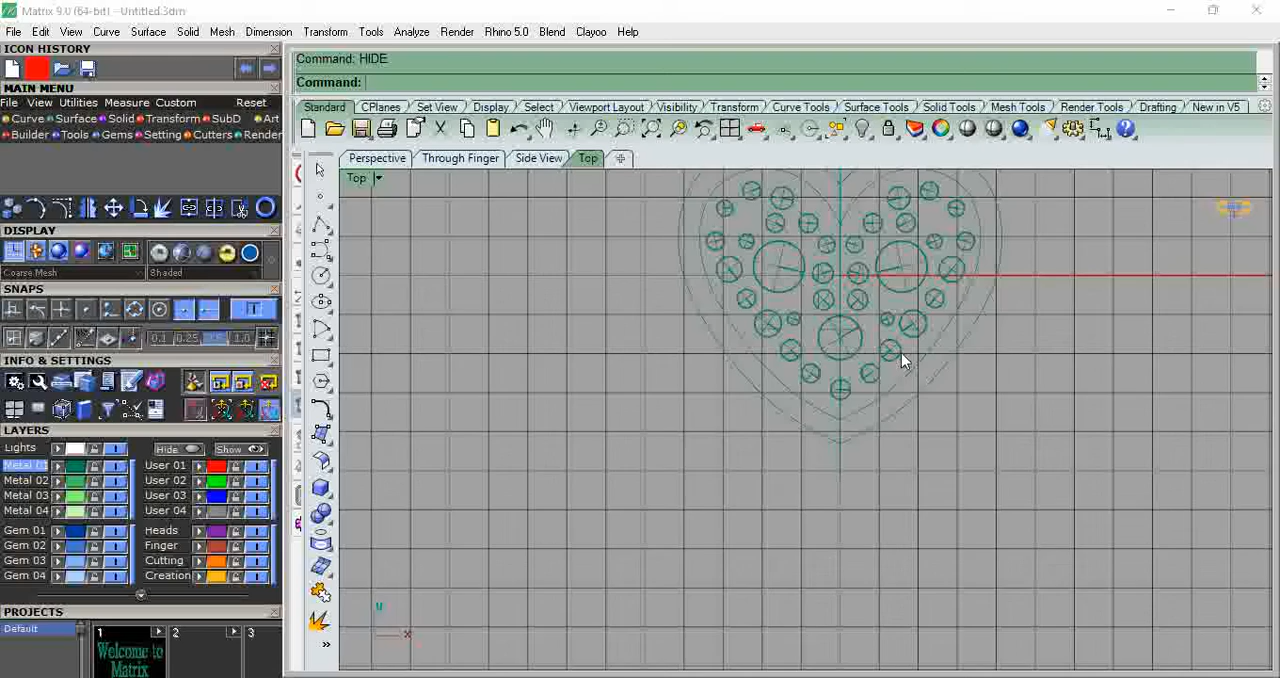 Matrix 9.0 (64-bit) - Untitled.3dm
File Edit View Curve Surface Solid Mesh Dimension Transform Tools Analyze Render Rhino 5.0 Blend Clayoo Help
ICON HISTORY
Command: HIDE
Command:
MAIN MENU
File View Utilities Measure Custom Reset
Curve Surface Solid Transform SubD Art
Builder Tools Gems Setting Cutters Render
Standard CPlanes Set View Display Select Viewport Layout Visibility Transform Curve Tools Surface Tools Solid Tools Mesh Tools Render Tools Drafting New in V5
Perspective Through Finger Side View Top
Top
DISPLAY
Coarse Mesh Shaded
SNAPS
0.1 0.25 1.0
INFO & SETTINGS
LAYERS
Lights Hide Show
Metal 01 User 01
Metal 02 User 02
Metal 03 User 03
Metal 04 User 04
Gem 01 Heads
Gem 02 Finger
Gem 03 Cutting
Gem 04 Creation
PROJECTS
Default 1 2 3
Welcome to
Matrix
x